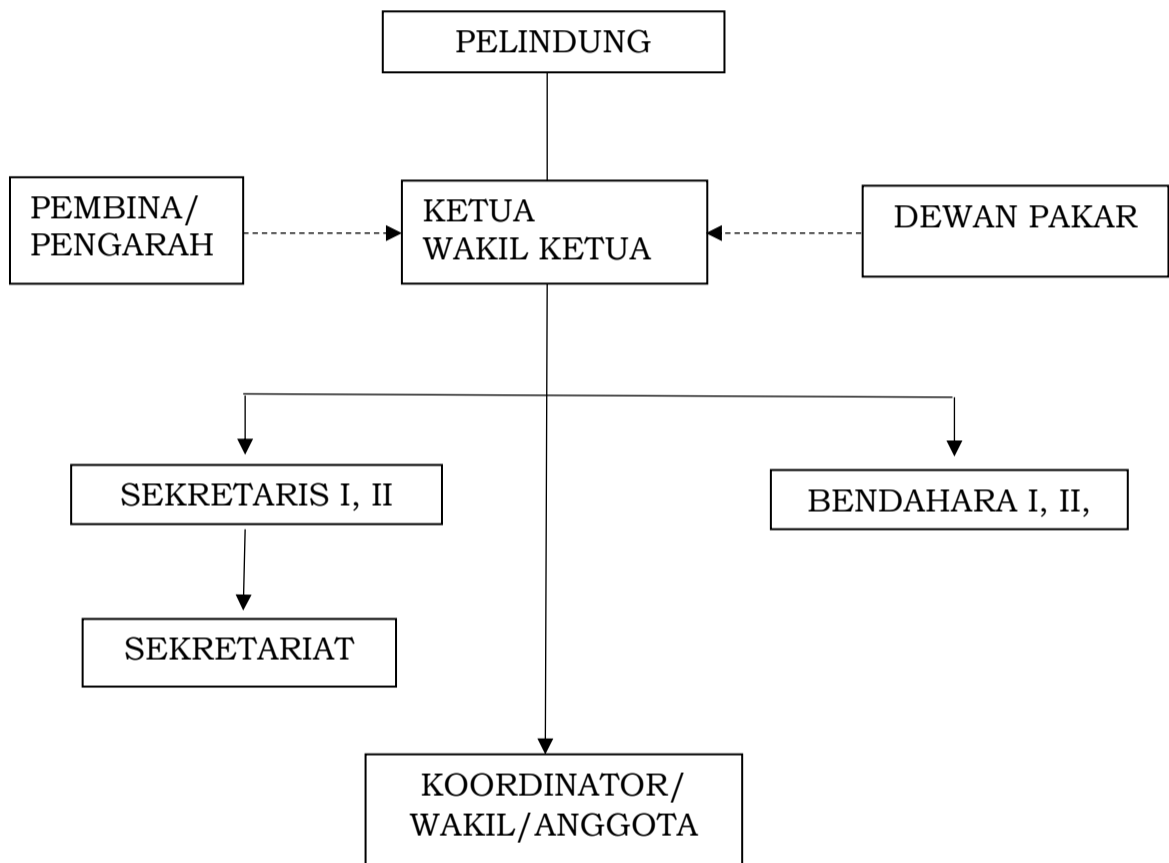 PELINDUNG
PEMBINA/
PENGARAH
KETUA
WAKIL KETUA
DEWAN PAKAR
SEKRETARIS I, II
BENDAHARA I, II,
SEKRETARIAT
KOORDINATOR/
WAKIL/ANGGOTA